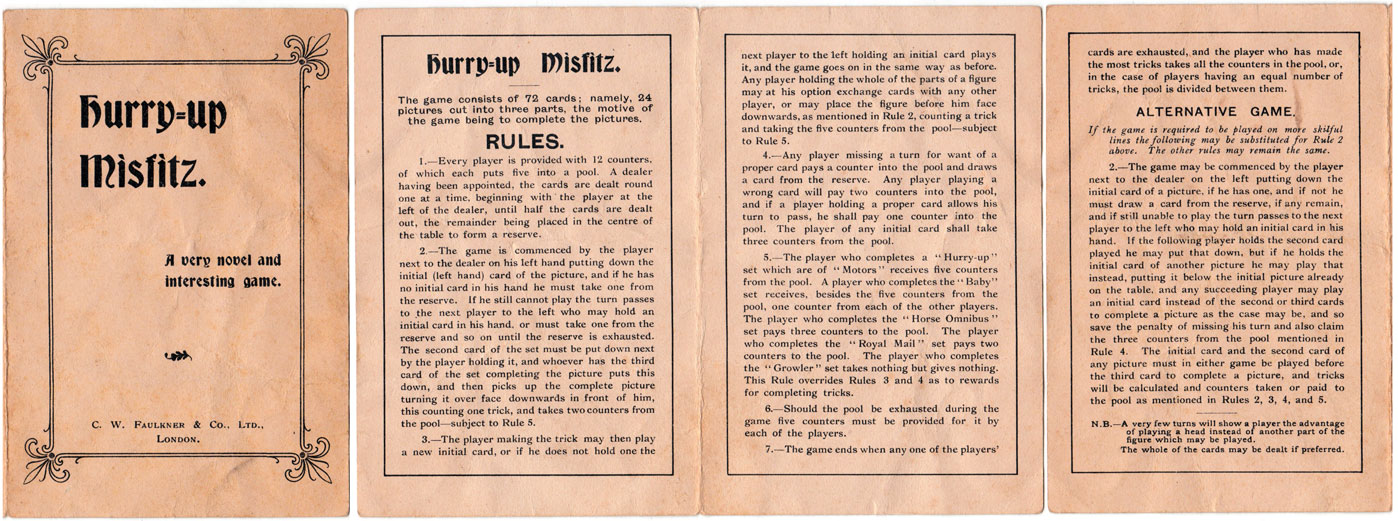 Hurry-up
Misfitz.
A very novel and
interesting game.
C. W. Faulkner & Co., Ltd.,
London.
Hurry-up Misfitz.
The game consists of 72 cards; namely, 24
pictures cut into three parts, the motive of
the game being to complete the pictures.
RULES.
1.—Every player is provided with 12 counters,
of which each puts five into a pool. A dealer
having been appointed, the cards are dealt round
one at a time, beginning with the player at the
left of the dealer, until half the cards are dealt
out, the remainder being placed in the centre of
the table to form a reserve.
2.—The game is commenced by the player
next to the dealer on his left hand putting down the
initial (left hand) card of the picture, and if he has
no initial card in his hand he must take one from
the reserve. If he still cannot play the turn passes
to the next player to the left who may hold an
initial card in his hand, or must take one from the
reserve and so on until the reserve is exhausted.
The second card of the set must be put down next
by the player holding it, and whoever has the third
card of the set completing the picture puts this
down, and then picks up the complete picture
turning it over face downwards in front of him,
this counting one trick, and takes two counters from
the pool—subject to Rule 5.
3.—The player making the trick may then play
a new initial card, or if he does not hold one the
next player to the left holding an initial card plays
it, and the game goes on in the same way as before.
Any player holding the whole of the parts of a figure
may at his option exchange cards with any other
player, or may place the figure before him face
downwards, as mentioned in Rule 2, counting a trick
and taking the five counters from the pool—subject
to Rule 5.
4.—Any player missing a turn for want of a
proper card pays a counter into the pool and draws
a card from the reserve. Any player playing a
wrong card will pay two counters into the pool,
and if a player holding a proper card allows his
turn to pass, he shall pay one counter into the
pool. The player of any initial card shall take
three counters from the pool.
5.—The player who completes a "Hurry-up"
set which are of "Motors" receives five counters
from the pool. A player who completes the "Baby"
set receives, besides the five counters from the
pool, one counter from each of the other players.
The player who completes the "Horse Omnibus"
set pays three counters to the pool. The player
who completes the "Royal Mail" set pays two
counters to the pool. The player who completes
the "Growler" set takes nothing but gives nothing.
This Rule overrides Rules 3 and 4 as to rewards
for completing tricks.
6.—Should the pool be exhausted during the
game five counters must be provided for it by
each of the players.
7.—The game ends when any one of the players'
cards are exhausted, and the player who has made
the most tricks takes all the counters in the pool, or,
in the case of players having an equal number of
tricks, the pool is divided between them.
ALTERNATIVE GAME.
If the game is required to be played on more skilful
lines the following may be substituted for Rule 2
above. The other rules may remain the same.
2.—The game may be commenced by the player
next to the dealer on the left putting down the
initial card of a picture, if he has one, and if not he
must draw a card from the reserve, if any remain,
and if still unable to play the turn passes to the next
player to the left who may hold an initial card in his
hand. If the following player holds the second card
played he may put that down, but if he holds the
initial card of another picture he may play that
instead, putting it below the initial picture already
on the table, and any succeeding player may play
an initial card instead of the second or third cards
to complete a picture as the case may be, and so
save the penalty of missing his turn and also claim
the three counters from the pool mentioned in
Rule 4. The initial card and the second card of
any picture must in either game be played before
the third card to complete a picture, and tricks
will be calculated and counters taken or paid to
the pool as mentioned in Rules 2, 3, 4, and 5.
N.B.—A very few turns will show a player the advantage
of playing a head instead of another part of the
figure which may be played.
The whole of the cards may be dealt if preferred.